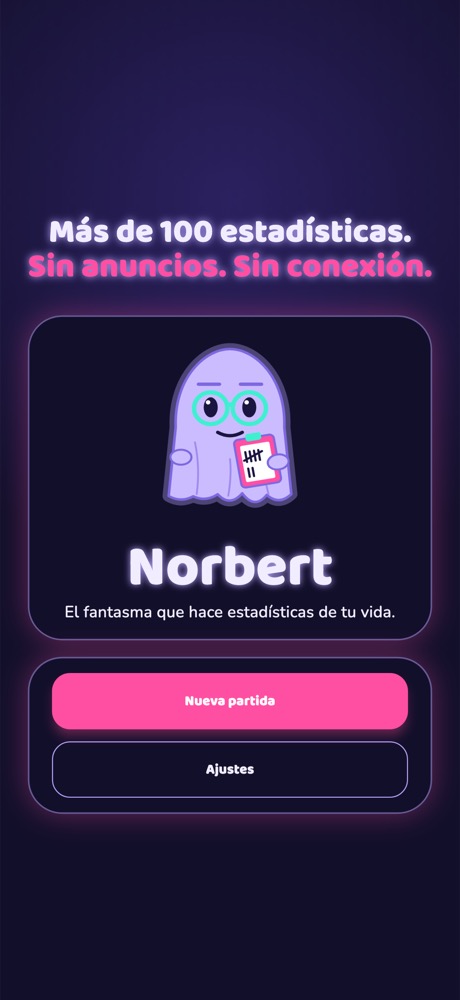 Más de 100 estadísticas.
Sin anuncios. Sin conexión.
Norbert
El fantasma que hace estadísticas de tu vida.
Nueva partida
Ajustes